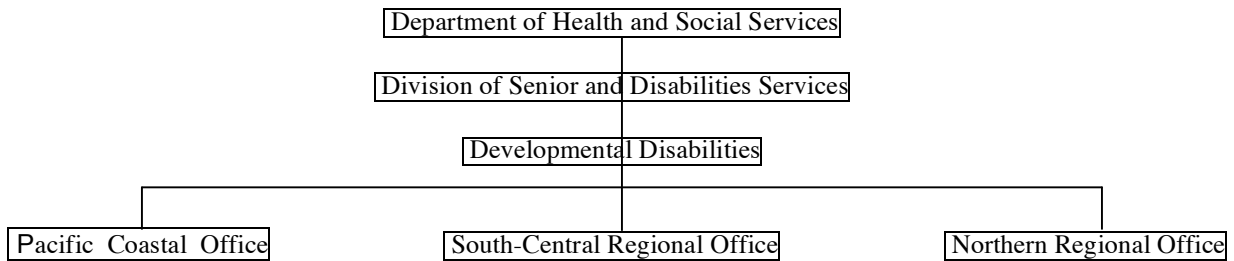 Department of Health and Social Services
Division of Senior and Disabilities Services
Developmental Disabilities
Pacific Coastal Office
South-Central Regional Office
Northern Regional Office